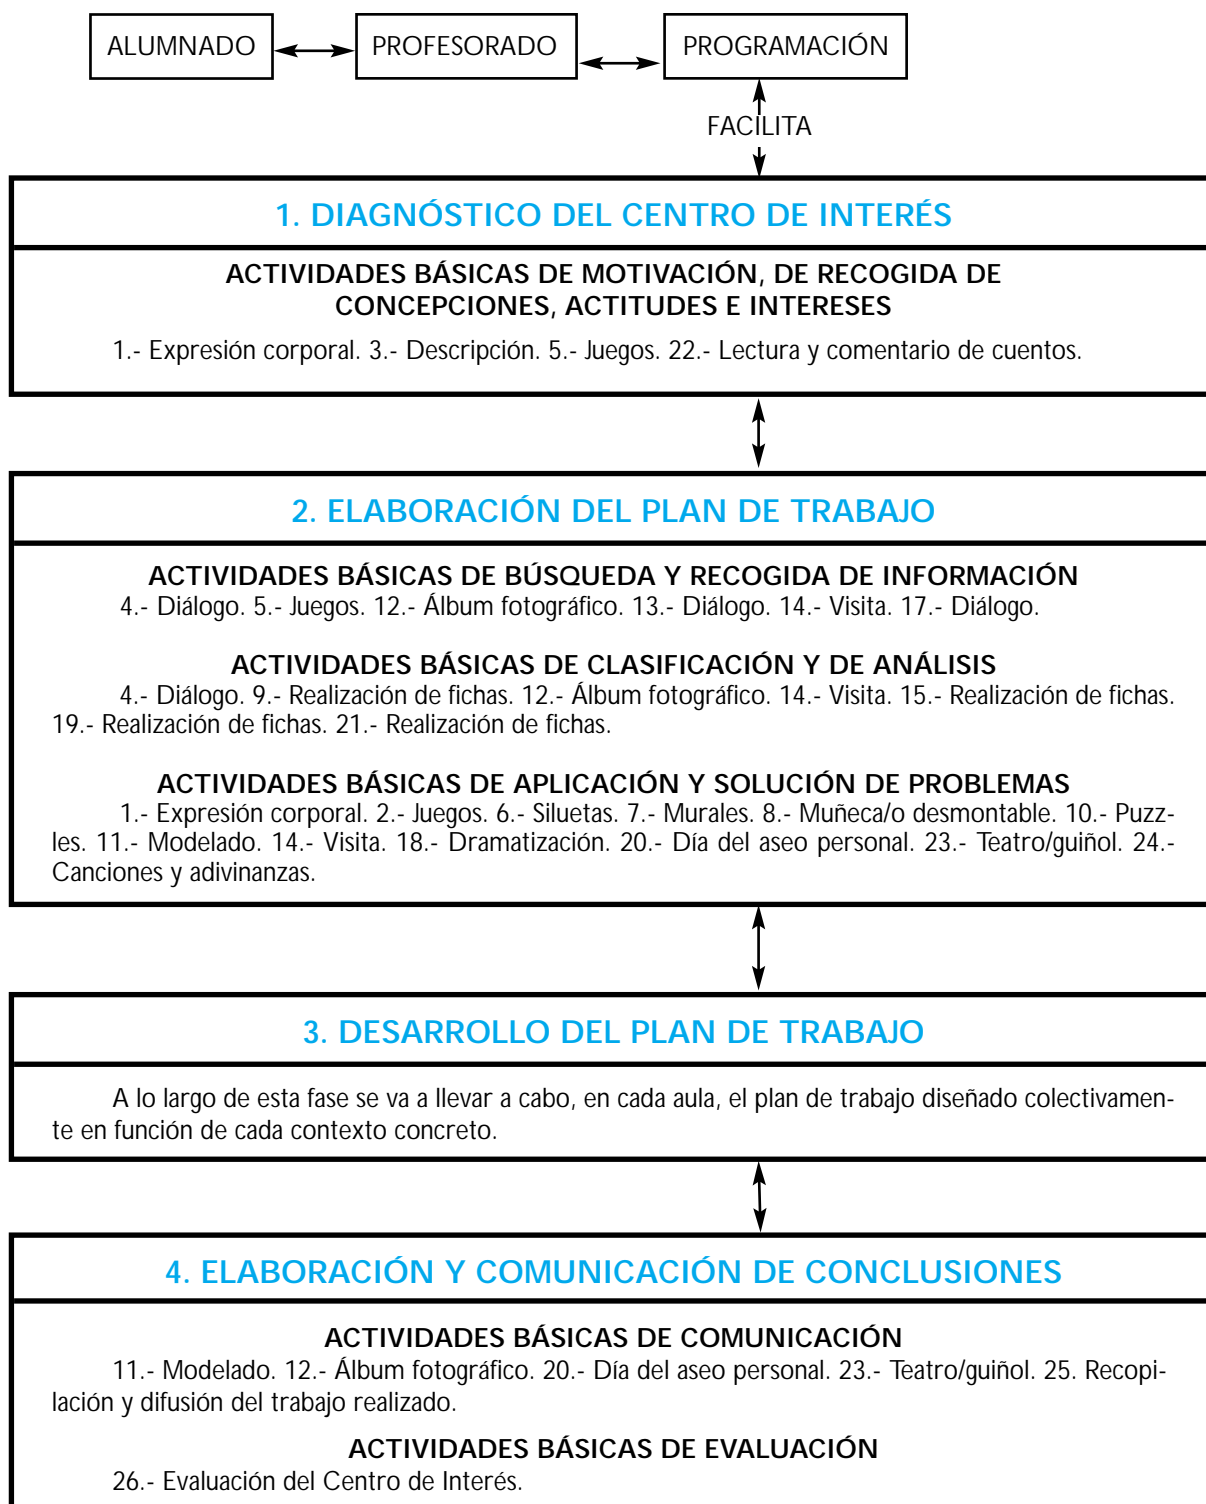 ALUMNADO PROFESORADO PROGRAMACIÓN
FACILITA
1. DIAGNÓSTICO DEL CENTRO DE INTERÉS
ACTIVIDADES BÁSICAS DE MOTIVACIÓN, DE RECOGIDA DE
CONCEPCIONES, ACTITUDES E INTERESES
1.- Expresión corporal. 3.- Descripción. 5.- Juegos. 22.- Lectura y comentario de cuentos.
2. ELABORACIÓN DEL PLAN DE TRABAJO
ACTIVIDADES BÁSICAS DE BÚSQUEDA Y RECOGIDA DE INFORMACIÓN
4.- Diálogo. 5.- Juegos. 12.- Álbum fotográfico. 13.- Diálogo. 14.- Visita. 17.- Diálogo.
ACTIVIDADES BÁSICAS DE CLASIFICACIÓN Y DE ANÁLISIS
4.- Diálogo. 9.- Realización de fichas. 12.- Álbum fotográfico. 14.- Visita. 15.- Realización de fichas.
19.- Realización de fichas. 21.- Realización de fichas.
ACTIVIDADES BÁSICAS DE APLICACIÓN Y SOLUCIÓN DE PROBLEMAS
1.- Expresión corporal. 2.- Juegos. 6.- Siluetas. 7.- Murales. 8.- Muñeca/o desmontable. 10.- Puzz-
les. 11.- Modelado. 14.- Visita. 18.- Dramatización. 20.- Día del aseo personal. 23.- Teatro/guiñol. 24.-
Canciones y adivinanzas.
3. DESARROLLO DEL PLAN DE TRABAJO
A lo largo de esta fase se va a llevar a cabo, en cada aula, el plan de trabajo diseñado colectivamen-
te en función de cada contexto concreto.
4. ELABORACIÓN Y COMUNICACIÓN DE CONCLUSIONES
ACTIVIDADES BÁSICAS DE COMUNICACIÓN
11.- Modelado. 12.- Álbum fotográfico. 20.- Día del aseo personal. 23.- Teatro/guiñol. 25. Recopi-
lación y difusión del trabajo realizado.
ACTIVIDADES BÁSICAS DE EVALUACIÓN
26.- Evaluación del Centro de Interés.